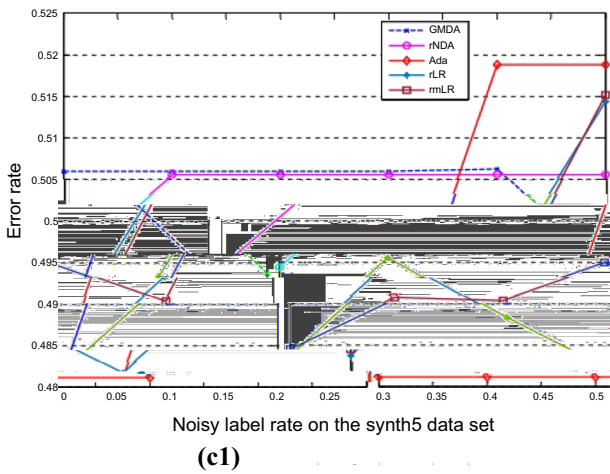 0.525
0.52
0.515
0.51
0.505
0.5
0.495
0.49
0.485
0.48
Error rate
GMDA
rNDA
Ada
rLR
rmLR
0 0.05 0.1 0.15 0.2 0.25 0.3 0.35 0.4 0.45 0.5
Noisy label rate on the synth5 data set
(c1)